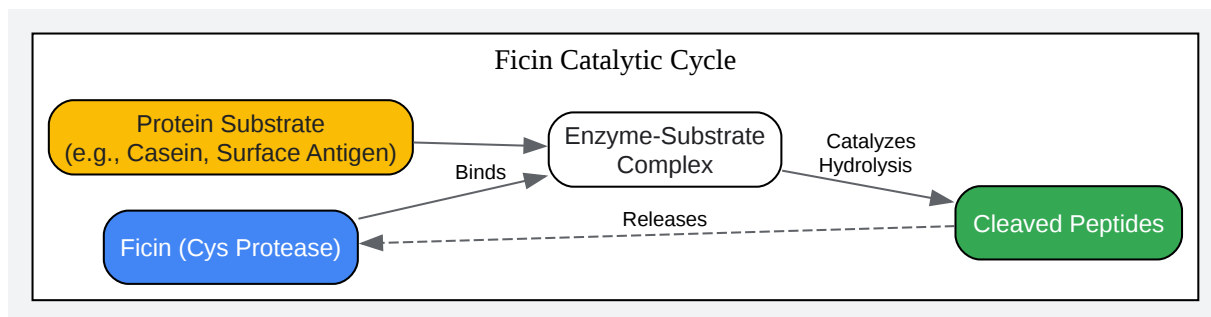 Ficin Catalytic Cycle
Protein Substrate
(e.g., Casein, Surface Antigen)
Enzyme-Substrate
Complex
Catalyzes
Hydrolysis
Binds
Ficin (Cys Protease)
Releases
Cleaved Peptides